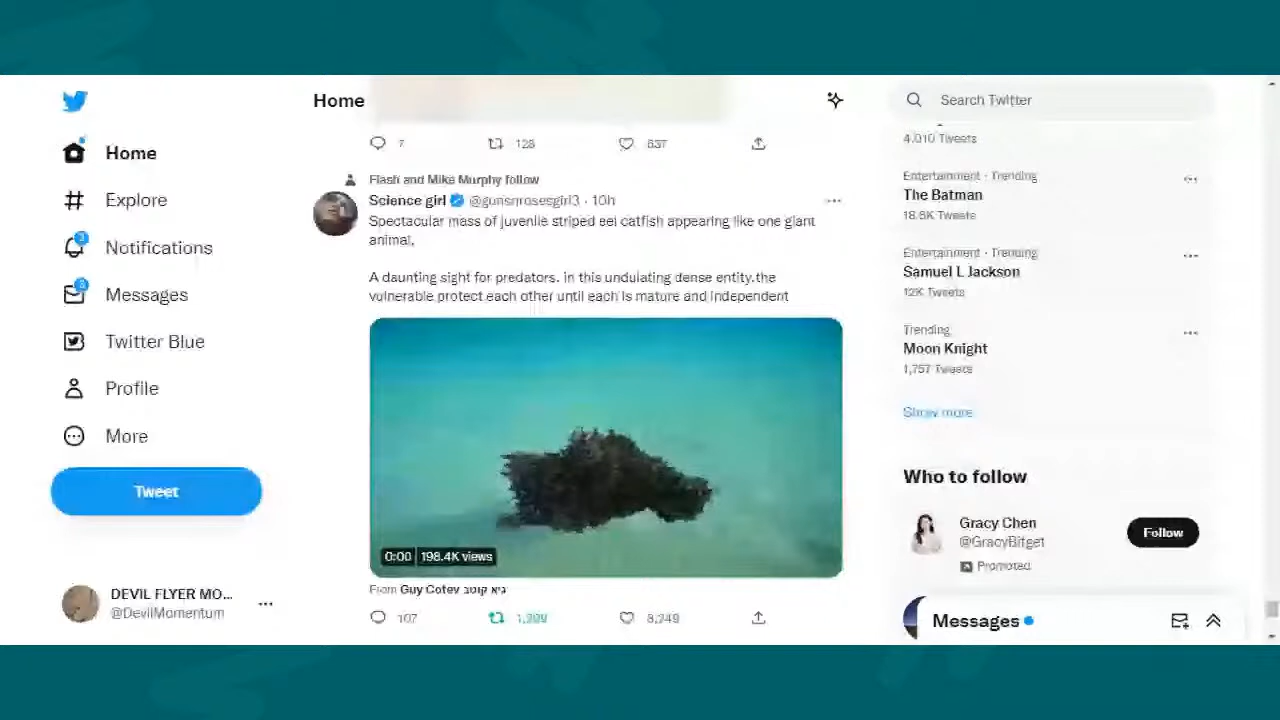 Home
Explore
Notifications
Messages
Twitter Blue
Profile
More
Tweet
DEVIL FLYER MO...
@DevilMomentum
Home
7
128
637
Flash and Mike Murphy follow
Science girl @gunsnrosesgirl3 · 10h
Spectacular mass of juvenile striped eel catfish appearing like one giant
animal,
A daunting sight for predators. in this undulating dense entity.the
vulnerable protect each other until each is mature and independent
0:00 198.4K views
From Guy Cotev גיא קוטב
107
8,249
Search Twitter
4,010 Tweets
Entertainment · Trending
The Batman
18.6K Tweets
Entertainment · Trending
Samuel L Jackson
12K Tweets
Trending
Moon Knight
1,757 Tweets
Show more
Who to follow
Gracy Chen
@GracyBitget
Follow
Promoted
Messages